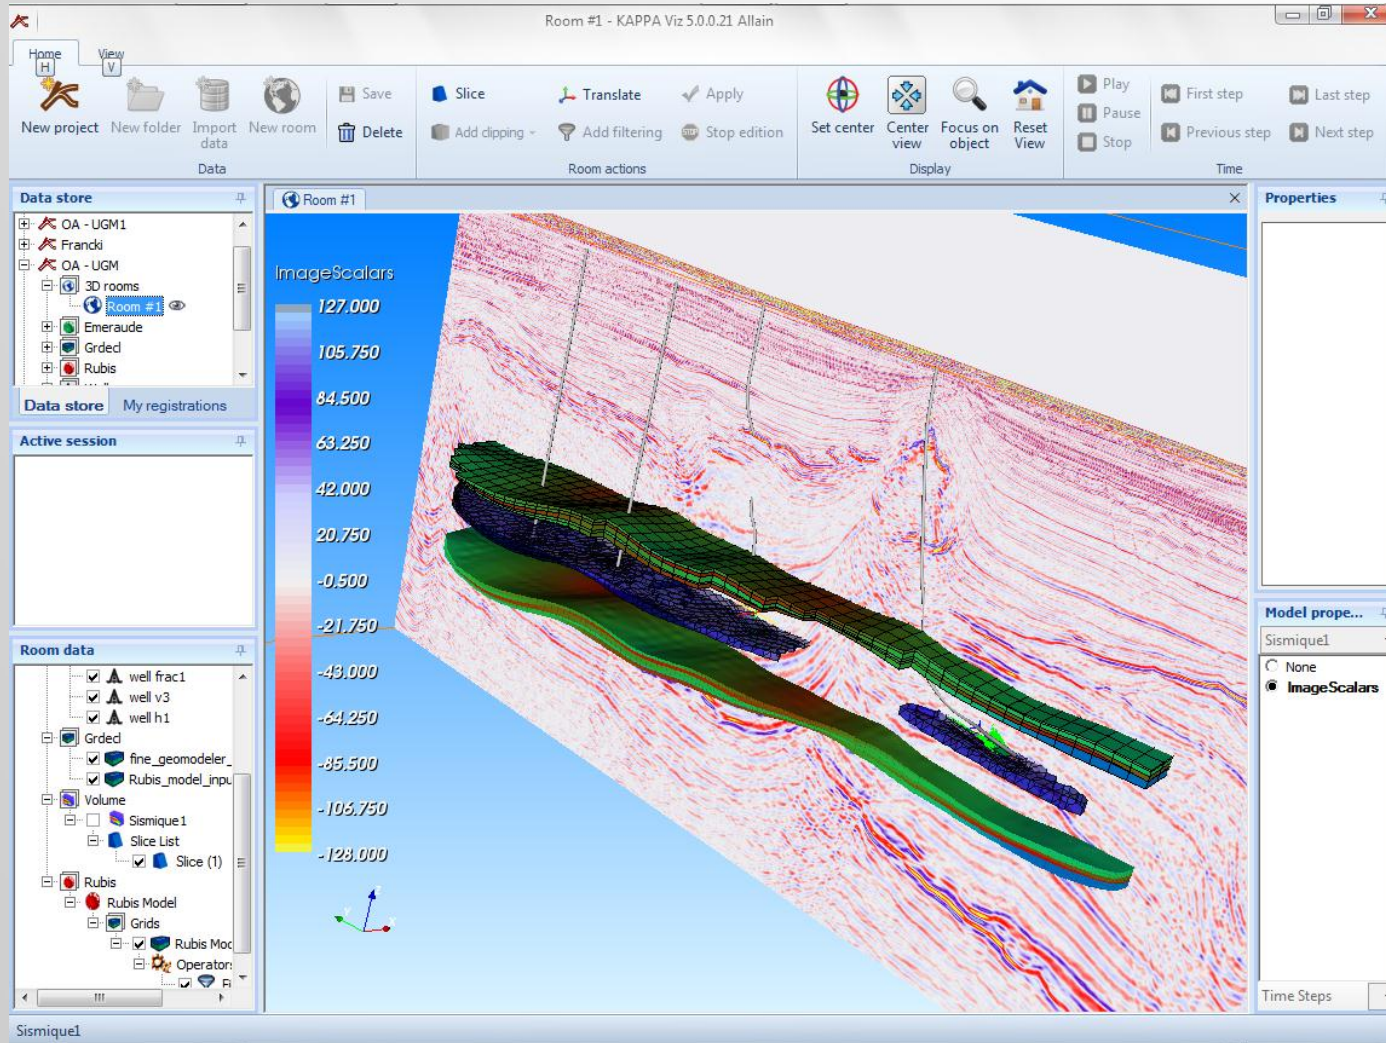 Room #1 - KAPPA Viz 5.0.0.21 Allain
Home View
H V
New project New folder Import data New room
Save
Delete
Data
Slice Translate Apply
Add clipping Add filtering Stop edition
Room actions
Set center Center view Focus on object Reset View
Display
Play
Pause
Stop
First step Last step
Previous step Next step
Time
Data store
OA - UGM1
Francki
OA - UGM
3D rooms
Room #1
Emeraude
Grdecl
Rubis
Data store My registrations
Active session
Room data
well frac1
well v3
well h1
Grdecl
fine_geomodeler_
Rubis_model_inpu
Volume
Sismique1
Slice List
Slice (1)
Rubis
Rubis Model
Grids
Rubis Moc
Operator
Room #1
ImageScalars
127.000
105.750
84.500
63.250
42.000
20.750
-0.500
-21.750
-43.000
-64.250
-85.500
-106.750
-128.000
Z
Y
X
Properties
Model prope...
Sismique1
None
ImageScalars
Time Steps
Sismique1